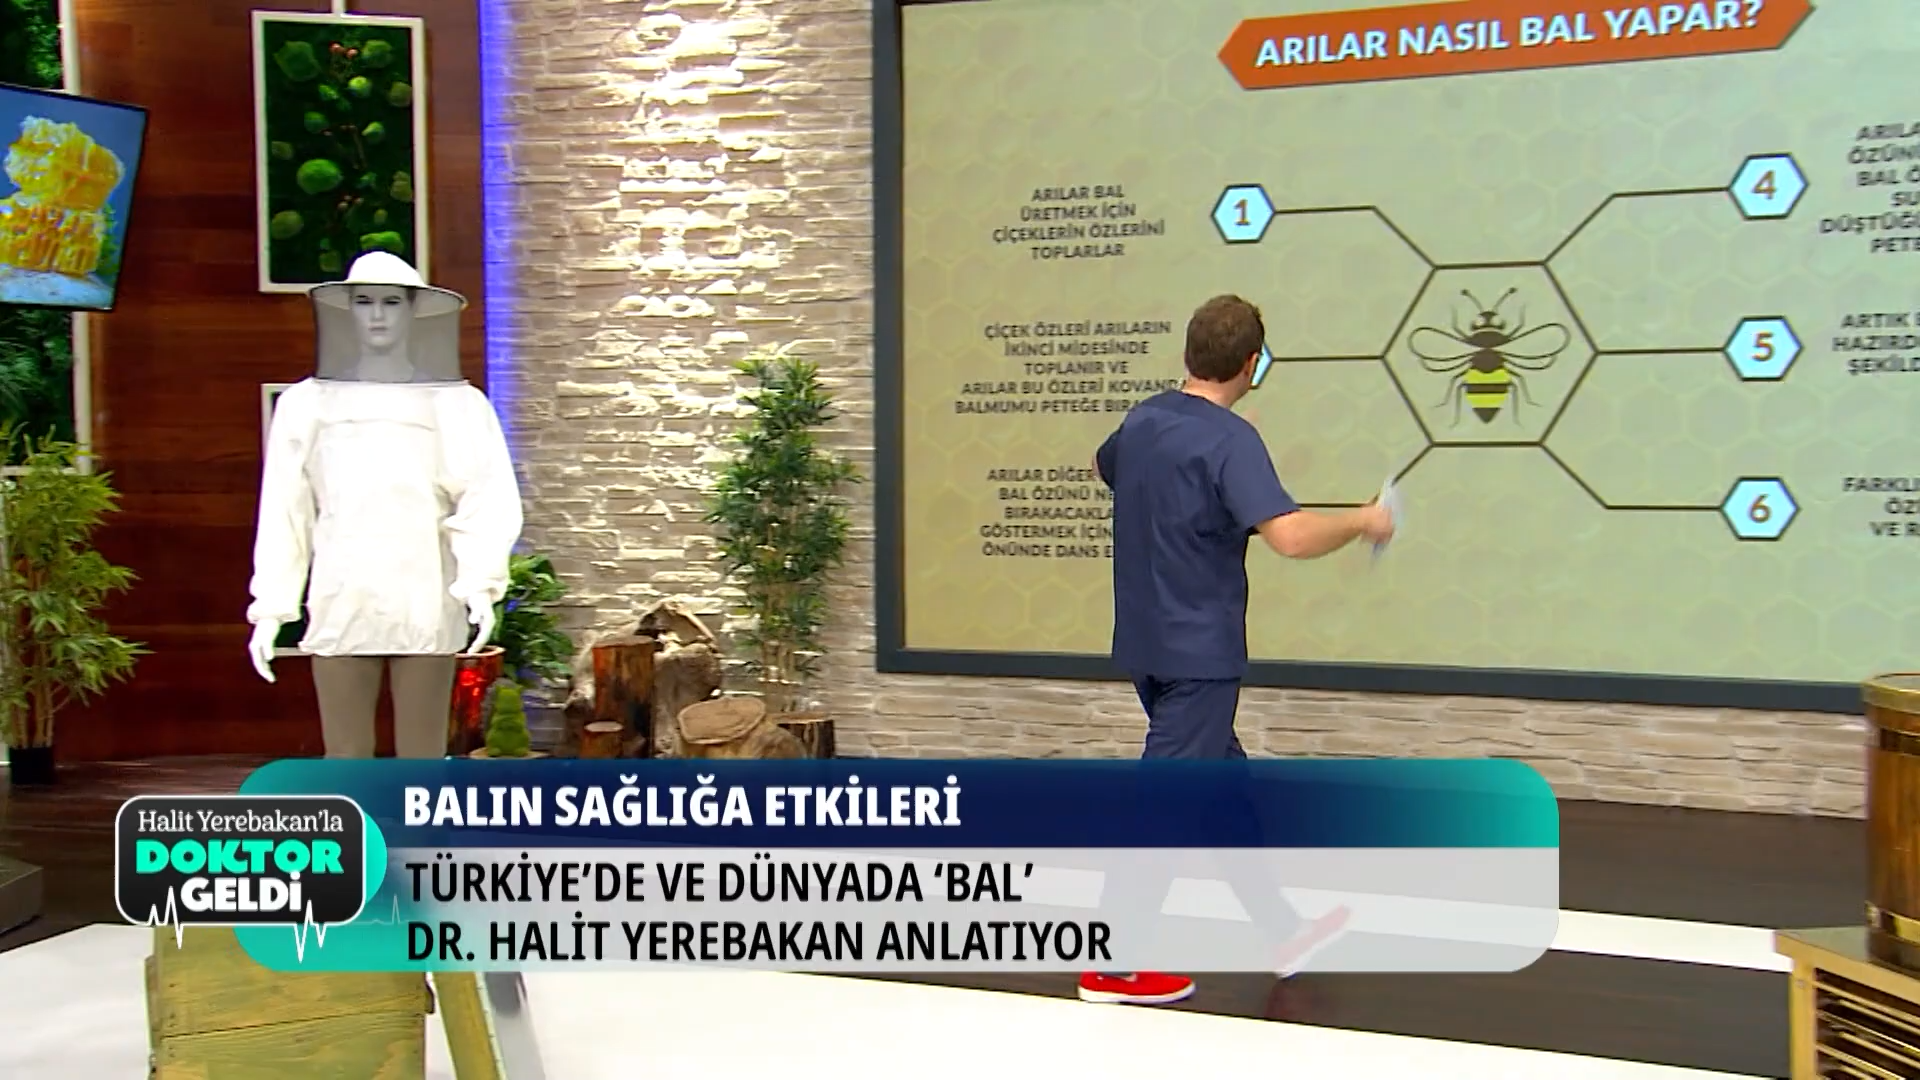 ARILAR NASIL BAL YAPAR?
ARILAR BAL
ÜRETMEK İÇİN
ÇİÇEKLERİN ÖZLERİNİ
TOPLARLAR
1
ÇİÇEK ÖZLERİ ARILARIN
İKİNCİ MİDESİNDE
TOPLANIR VE
ARILAR BU ÖZLERİ
BALMUMU PETEĞE
ARILAR DİĞER
BAL ÖZÜNÜ
GÖSTERMEK İÇİN
ÖNÜNDE DANS
4
BAL
5
ARTIK
6
VE
BALIN SAĞLIĞA ETKİLERİ
TÜRKİYE’DE VE DÜNYADA ‘BAL’
DR. HALİT YEREBAKAN ANLATIYOR
Halit Yerebakan’la
DOKTOR
GELDİ